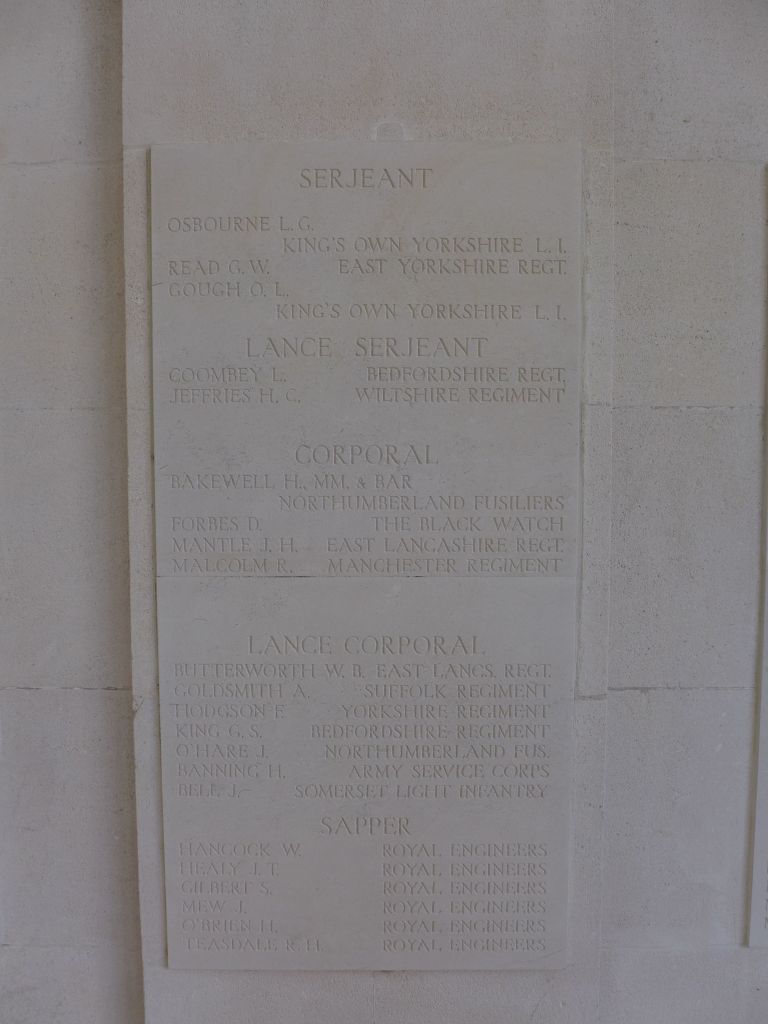 SERJEANT
OSBOURNE L. G.
KING'S OWN YORKSHIRE L. I.
READ G. W. EAST YORKSHIRE REGT.
GOUGH O. L.
KING'S OWN YORKSHIRE L. I.
LANCE SERJEANT
COOMBEY L. BEDFORDSHIRE REGT.
JEFFRIES H. C. WILTSHIRE REGIMENT
CORPORAL
BAKEWELL H., MM. & BAR
NORTHUMBERLAND FUSILIERS
FORBES D. THE BLACK WATCH
MANTLE J. H. EAST LANCASHIRE REGT.
MALCOLM R. MANCHESTER REGIMENT
LANCE CORPORAL
BUTTERWORTH W. B. EAST LANCS. REGT.
GOLDSMITH A. SUFFOLK REGIMENT
HODGSON F. YORKSHIRE REGIMENT
KING G. S. BEDFORDSHIRE REGIMENT
O'HARE J. NORTHUMBERLAND FUS.
BANNING H. ARMY SERVICE CORPS
BELL J. SOMERSET LIGHT INFANTRY
SAPPER
HANCOCK W. ROYAL ENGINEERS
HEALY J. T. ROYAL ENGINEERS
GILBERT S. ROYAL ENGINEERS
MEW J. ROYAL ENGINEERS
O'BRIEN H. ROYAL ENGINEERS
TEASDALE R. H. ROYAL ENGINEERS